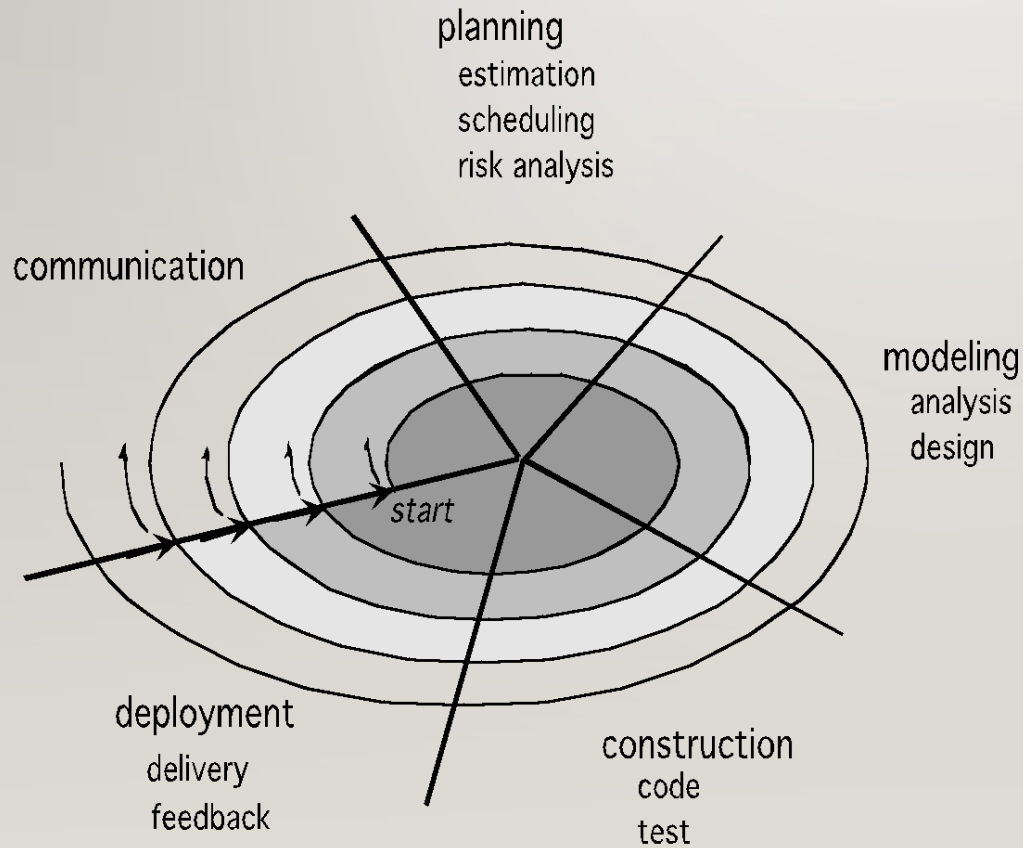 planning
estimation
scheduling
risk analysis
communication
modeling
analysis
design
start
deployment
delivery
feedback
construction
code
test